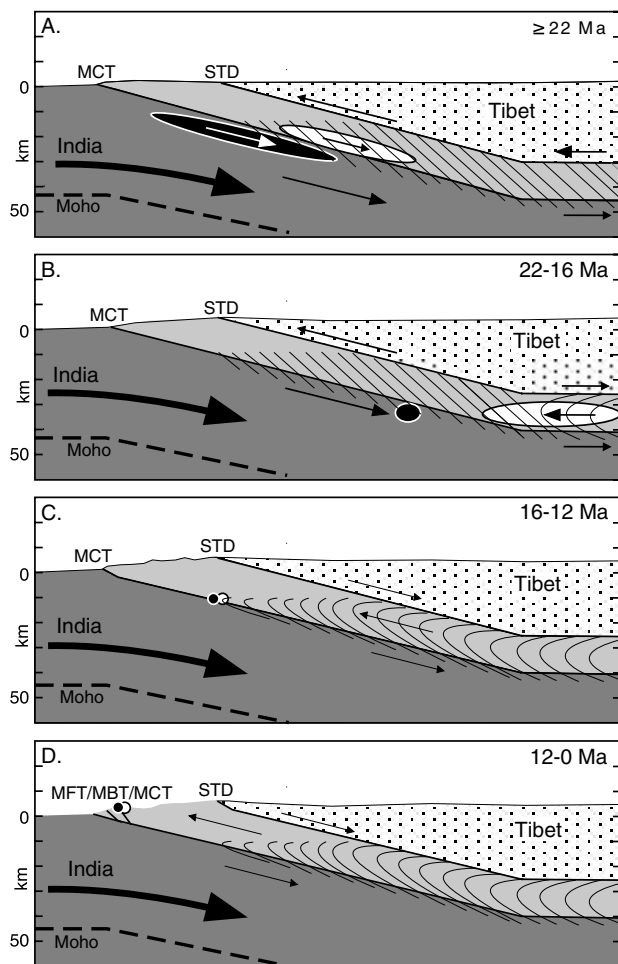 A.
≥ 22 Ma
MCT
STD
0
Tibet
India
km
Moho
50
B.
22-16 Ma
MCT
STD
0
Tibet
India
km
Moho
50
C.
16-12 Ma
MCT
STD
0
Tibet
India
km
Moho
50
D.
12-0 Ma
MFT/MBT/MCT
STD
0
Tibet
India
km
Moho
50